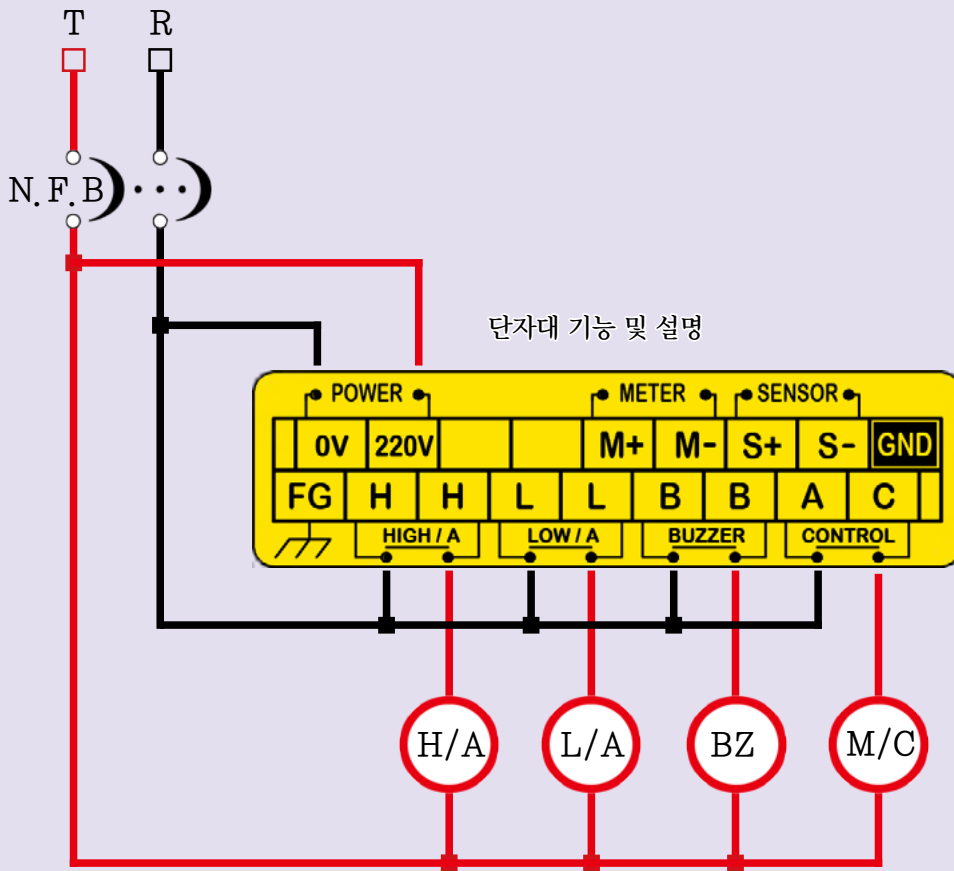 T R
N.F.B
단자대 기능 및 설명
POWER METER SENSOR
0V 220V M+ M- S+ S- GND
FG H H L L B B A C
HIGH / A LOW / A BUZZER CONTROL
H/A L/A BZ M/C